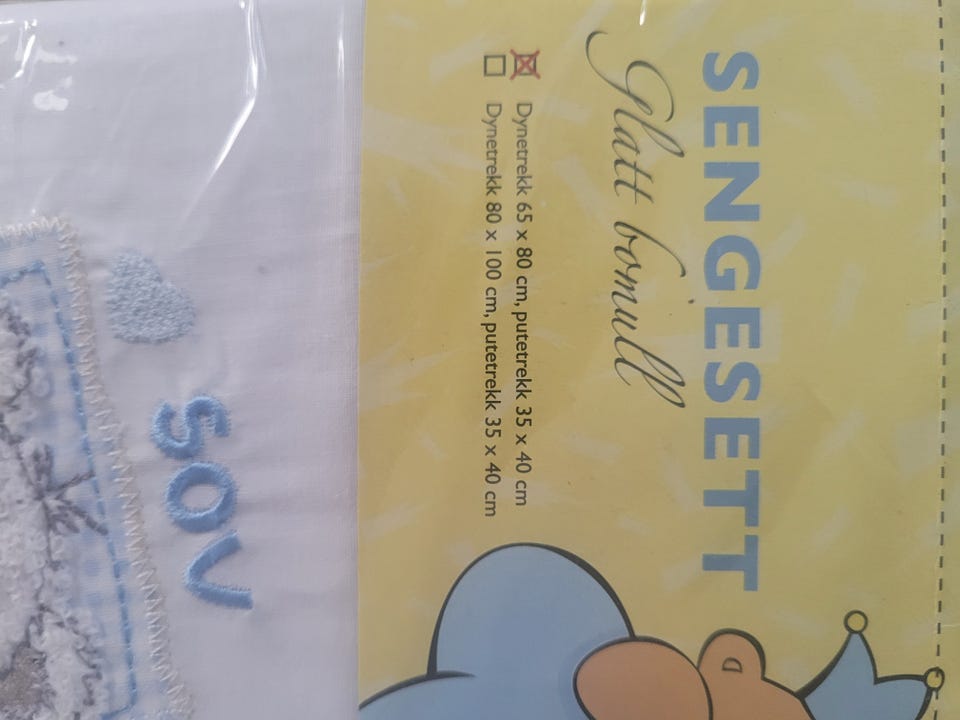 SENGESETT
Glatt bomull
Dynetrekk 65 x 80 cm, putetrekk 35 x 40 cm
Dynetrekk 80 x 100 cm, putetrekk 35 x 40 cm
SOV